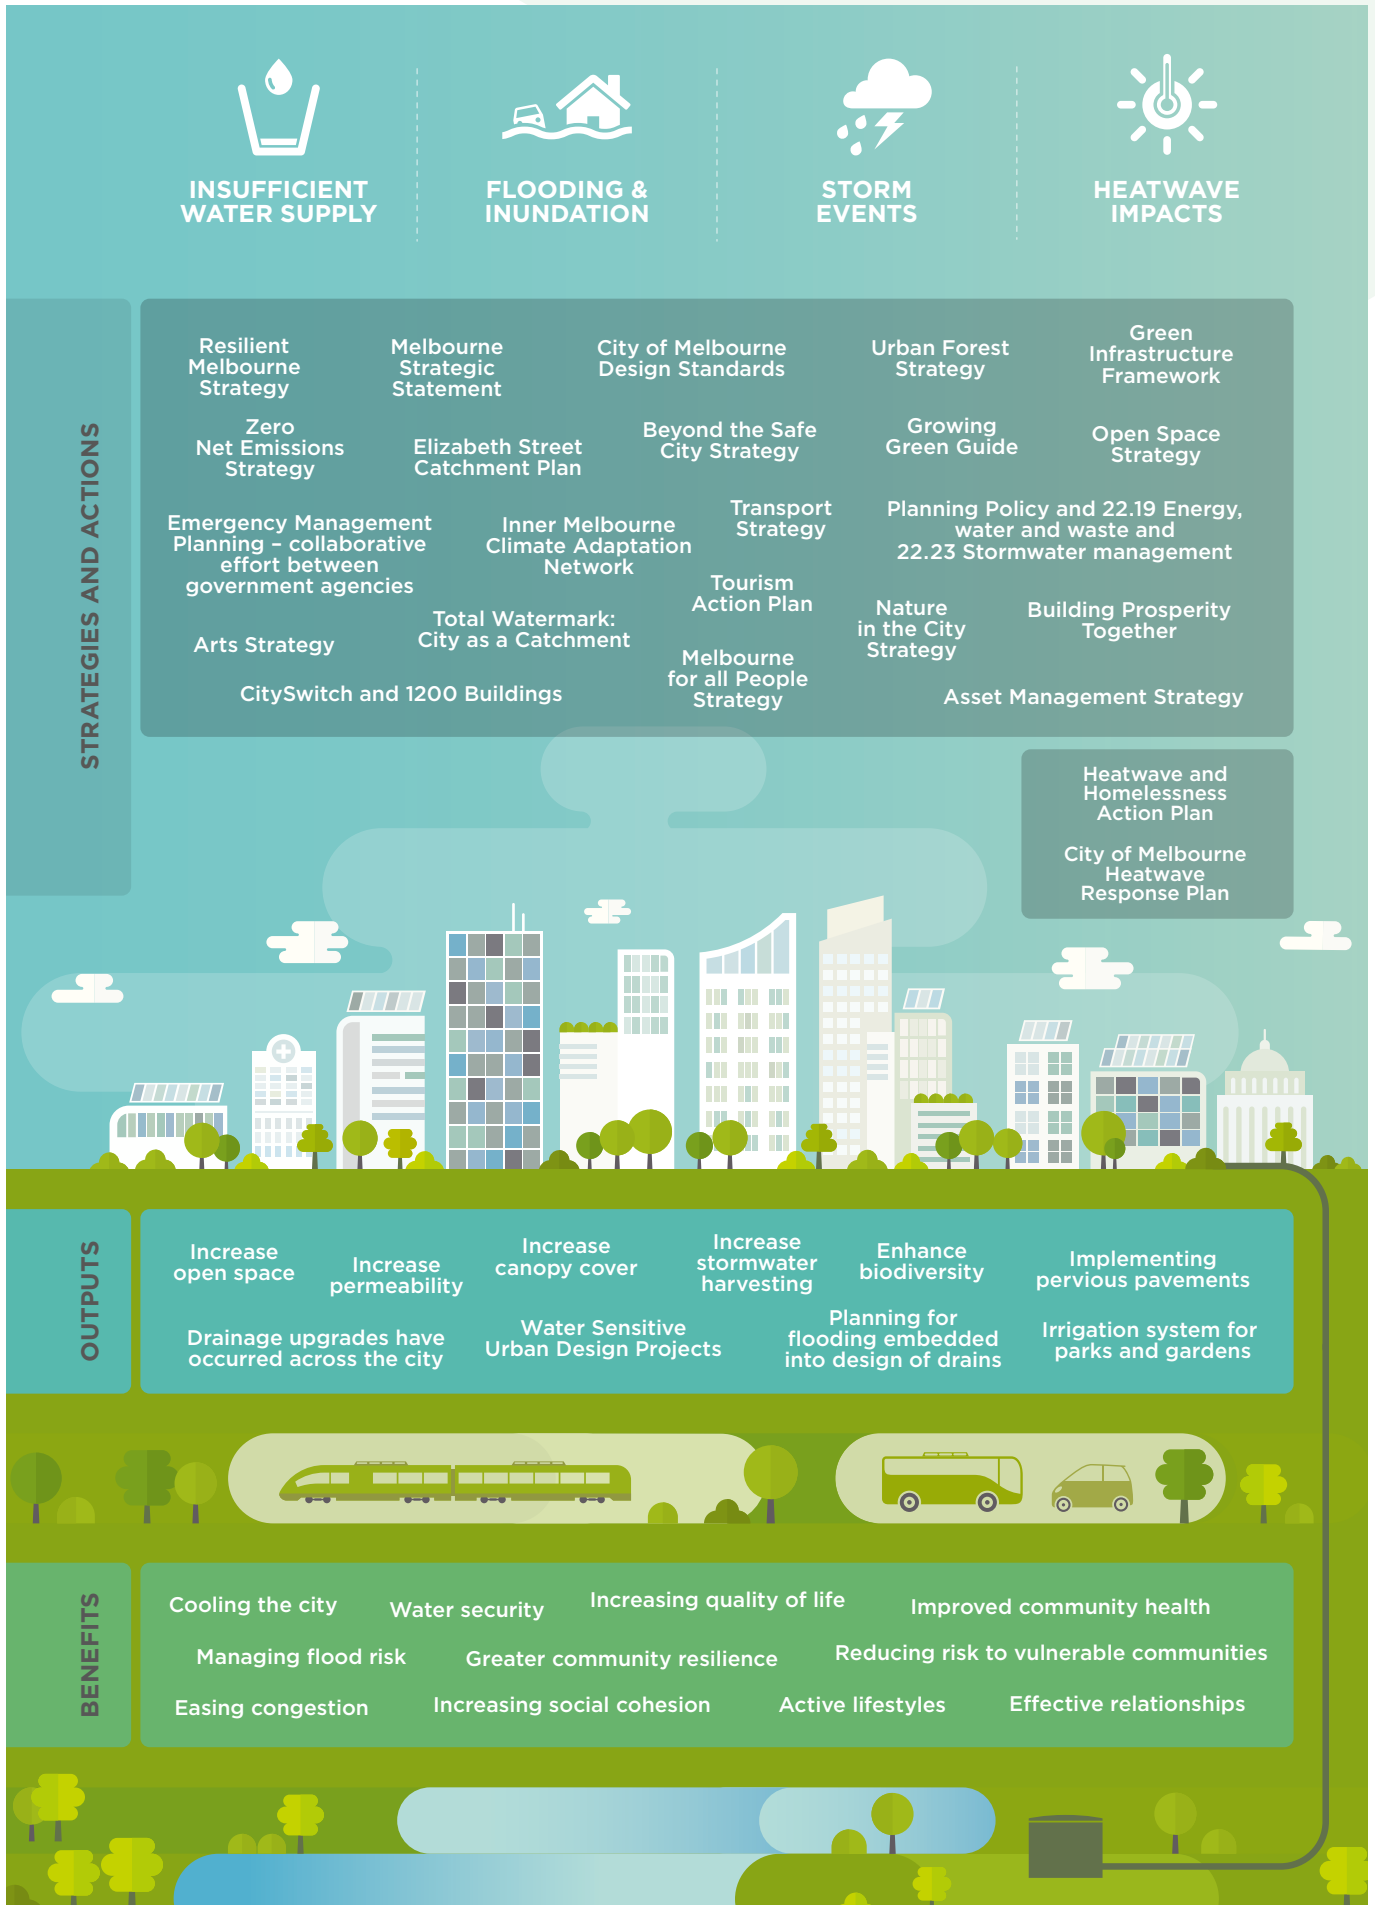 INSUFFICIENT
WATER SUPPLY
FLOODING &
INUNDATION
STORM
EVENTS
HEATWAVE
IMPACTS
STRATEGIES AND ACTIONS
Resilient
Melbourne
Strategy
Melbourne
Strategic
Statement
City of Melbourne
Design Standards
Urban Forest
Strategy
Green
Infrastructure
Framework
Zero
Net Emissions
Strategy
Elizabeth Street
Catchment Plan
Beyond the Safe
City Strategy
Growing
Green Guide
Open Space
Strategy
Emergency Management
Planning – collaborative
effort between
government agencies
Inner Melbourne
Climate Adaptation
Network
Transport
Strategy
Planning Policy and 22.19 Energy,
water and waste and
22.23 Stormwater management
Tourism
Action Plan
Arts Strategy
Total Watermark:
City as a Catchment
Nature
in the City
Strategy
Building Prosperity
Together
Melbourne
for all People
Strategy
CitySwitch and 1200 Buildings
Asset Management Strategy
Heatwave and
Homelessness
Action Plan
City of Melbourne
Heatwave
Response Plan
OUTPUTS
Increase
open space
Increase
permeability
Increase
canopy cover
Increase
stormwater
harvesting
Enhance
biodiversity
Implementing
pervious pavements
Drainage upgrades have
occurred across the city
Water Sensitive
Urban Design Projects
Planning for
flooding embedded
into design of drains
Irrigation system for
parks and gardens
BENEFITS
Cooling the city
Water security
Increasing quality of life
Improved community health
Managing flood risk
Greater community resilience
Reducing risk to vulnerable communities
Easing congestion
Increasing social cohesion
Active lifestyles
Effective relationships